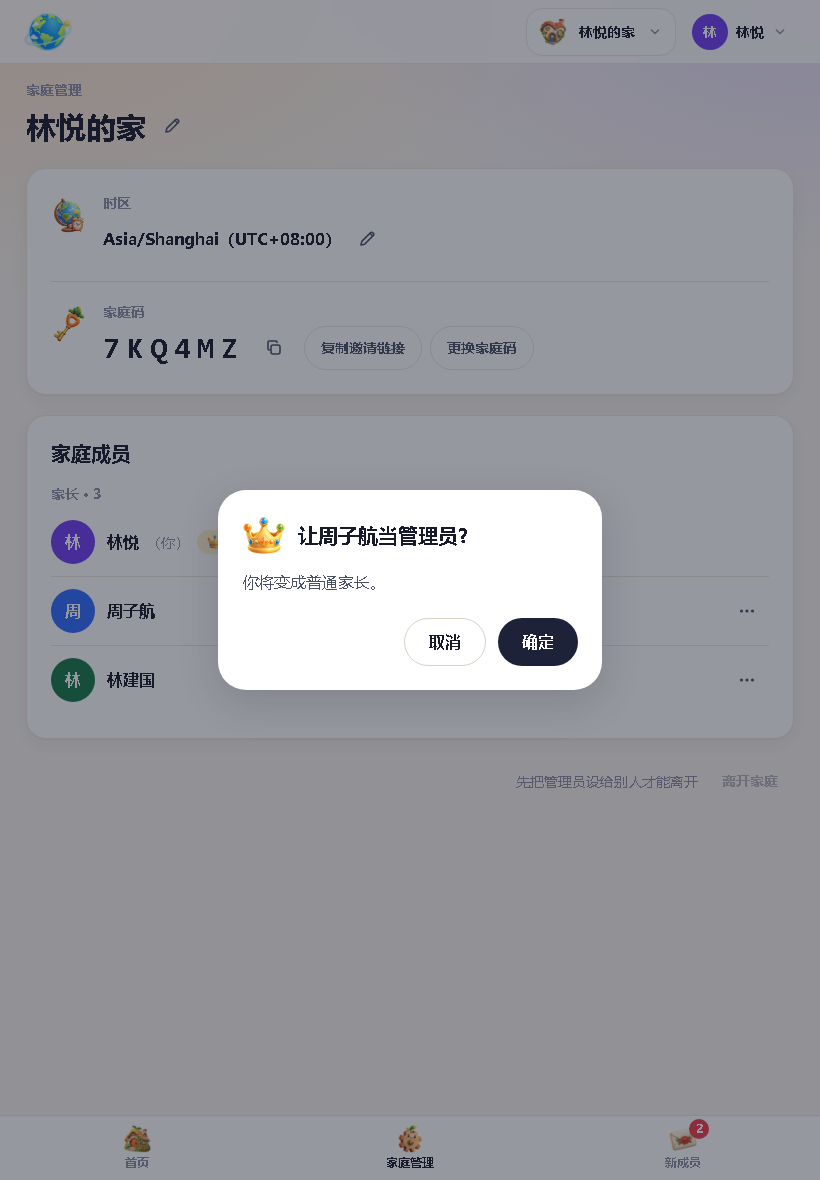 林悦的家
林 林悦
家庭管理
林悦的家
时区
Asia/Shanghai（UTC+08:00）
家庭码
7KQ4MZ
复制邀请链接
更换家庭码
家庭成员
家长 • 3
林 林悦 （你）
周 周子航
林 林建国
让周子航当管理员?
你将变成普通家长。
取消
确定
先把管理员设给别人才能离开
离开家庭
首页
家庭管理
2
新成员